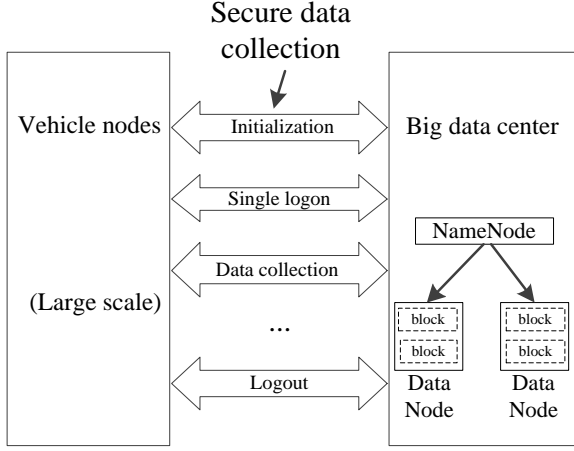 Secure data
collection
Vehicle nodes
Initialization
Big data center
Single logon
NameNode
(Large scale)
Data collection
block
block
...
block
block
Logout
Data
Node
Data
Node